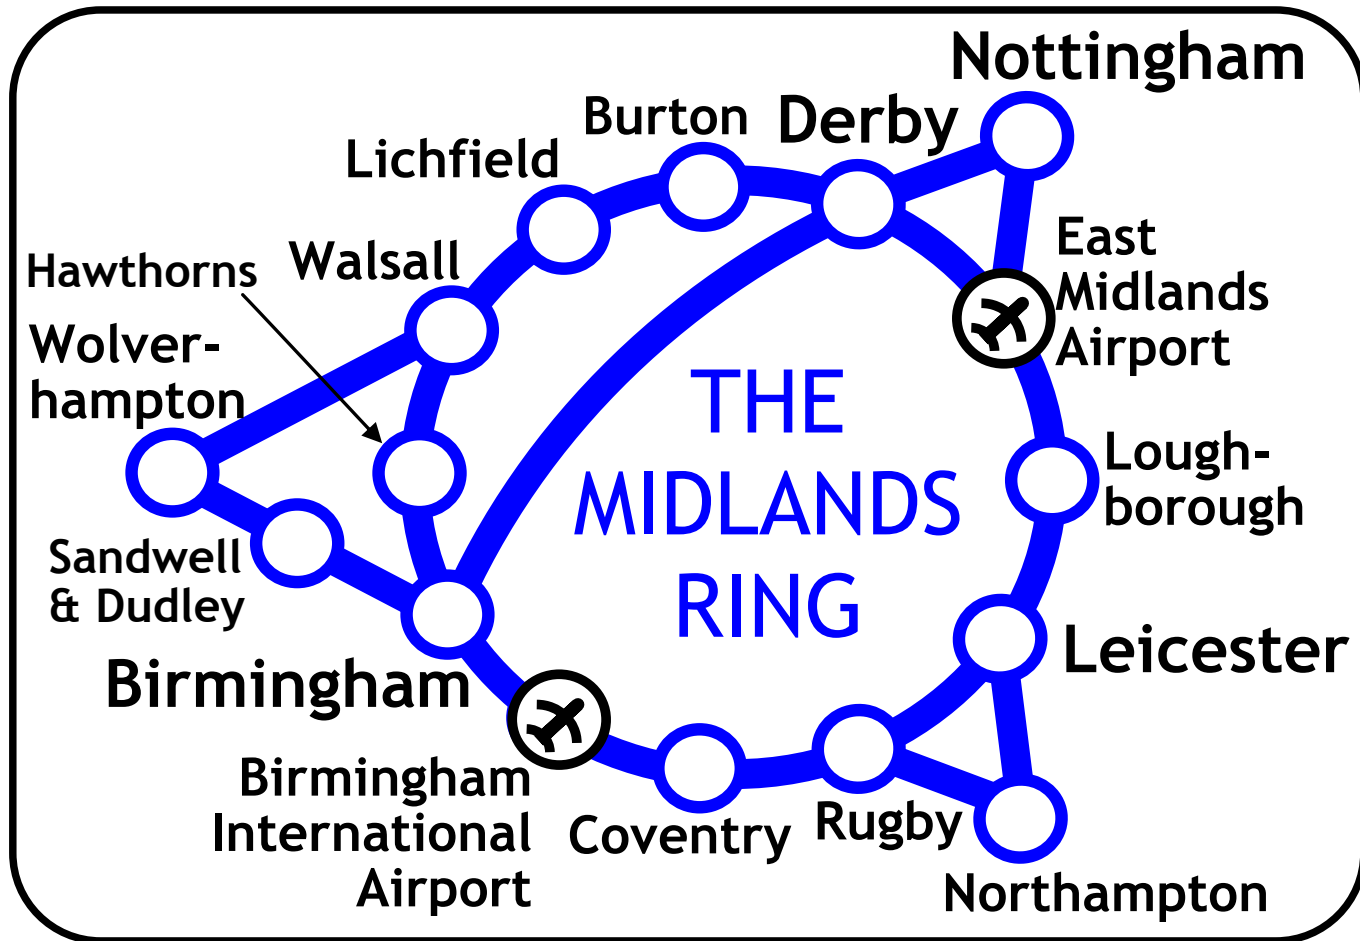 Nottingham
Burton
Derby
Lichfield
East
Midlands
Airport
Hawthorns
Walsall
Wolver-
hampton
THE
MIDLANDS
RING
Lough-
borough
Sandwell
& Dudley
Leicester
Birmingham
Birmingham
International
Airport
Coventry
Rugby
Northampton